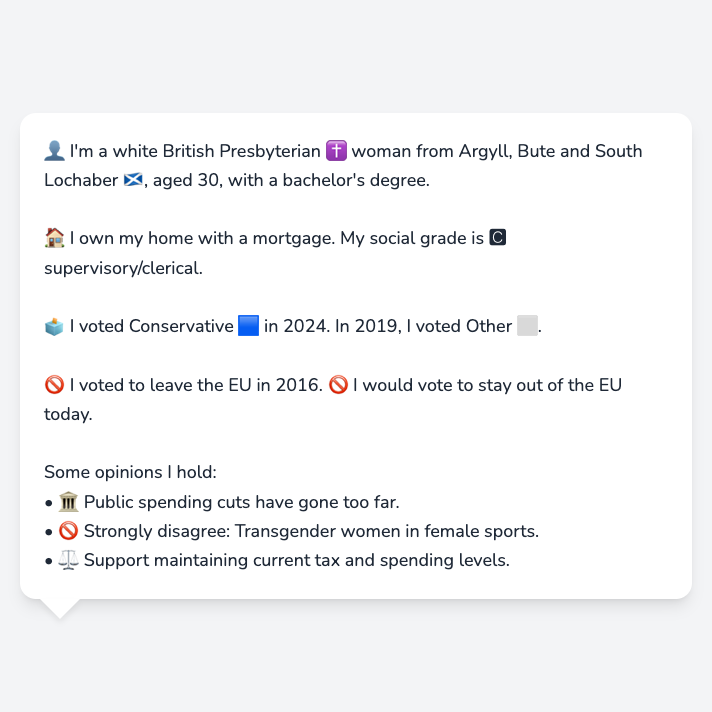 👤 I'm a white British Presbyterian ✝️ woman from Argyll, Bute and South
Lochaber 🏴󠁧󠁢󠁳󠁣󠁴󠁿, aged 30, with a bachelor's degree.
🏠 I own my home with a mortgage. My social grade is 🅲
supervisory/clerical.
🗳️ I voted Conservative 🟦 in 2024. In 2019, I voted Other ⬜.
🚫 I voted to leave the EU in 2016. 🚫 I would vote to stay out of the EU
today.
Some opinions I hold:
• 🏛️ Public spending cuts have gone too far.
• 🚫 Strongly disagree: Transgender women in female sports.
• ⚖️ Support maintaining current tax and spending levels.